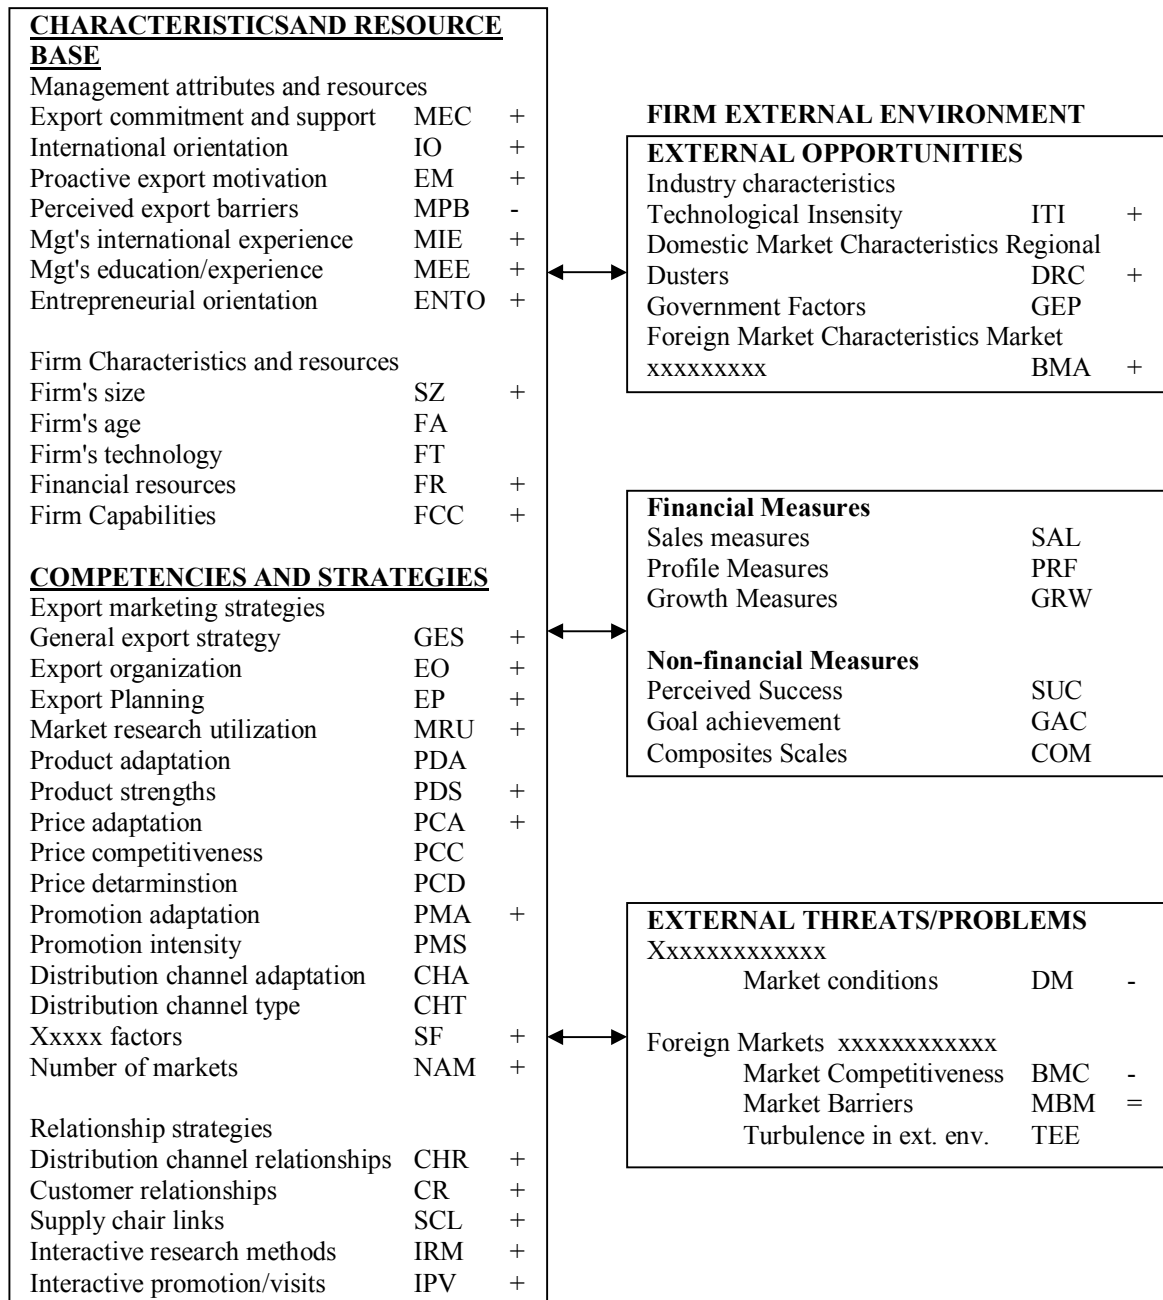 CHARACTERISTICSAND RESOURCE
BASE
Management attributes and resources
Export commitment and support MEC +
International orientation IO +
Proactive export motivation EM +
Perceived export barriers MPB -
Mgt's international experience MIE +
Mgt's education/experience MEE +
Entrepreneurial orientation ENTO +
Firm Characteristics and resources
Firm's size SZ +
Firm's age FA
Firm's technology FT
Financial resources FR +
Firm Capabilities FCC +
COMPETENCIES AND STRATEGIES
Export marketing strategies
General export strategy GES +
Export organization EO +
Export Planning EP +
Market research utilization MRU +
Product adaptation PDA
Product strengths PDS +
Price adaptation PCA +
Price competitiveness PCC
Price detarminstion PCD
Promotion adaptation PMA +
Promotion intensity PMS
Distribution channel adaptation CHA
Distribution channel type CHT
Xxxxx factors SF +
Number of markets NAM +
Relationship strategies
Distribution channel relationships CHR +
Customer relationships CR +
Supply chair links SCL +
Interactive research methods IRM +
Interactive promotion/visits IPV +
FIRM EXTERNAL ENVIRONMENT
EXTERNAL OPPORTUNITIES
Industry characteristics
Technological Insensity ITI +
Domestic Market Characteristics Regional
Dusters DRC +
Government Factors GEP
Foreign Market Characteristics Market
xxxxxxxxx BMA +
Financial Measures
Sales measures SAL
Profile Measures PRF
Growth Measures GRW
Non-financial Measures
Perceived Success SUC
Goal achievement GAC
Composites Scales COM
EXTERNAL THREATS/PROBLEMS
Xxxxxxxxxxxxx
Market conditions DM -
Foreign Markets xxxxxxxxxxxx
Market Competitiveness BMC -
Market Barriers MBM =
Turbulence in ext. env. TEE